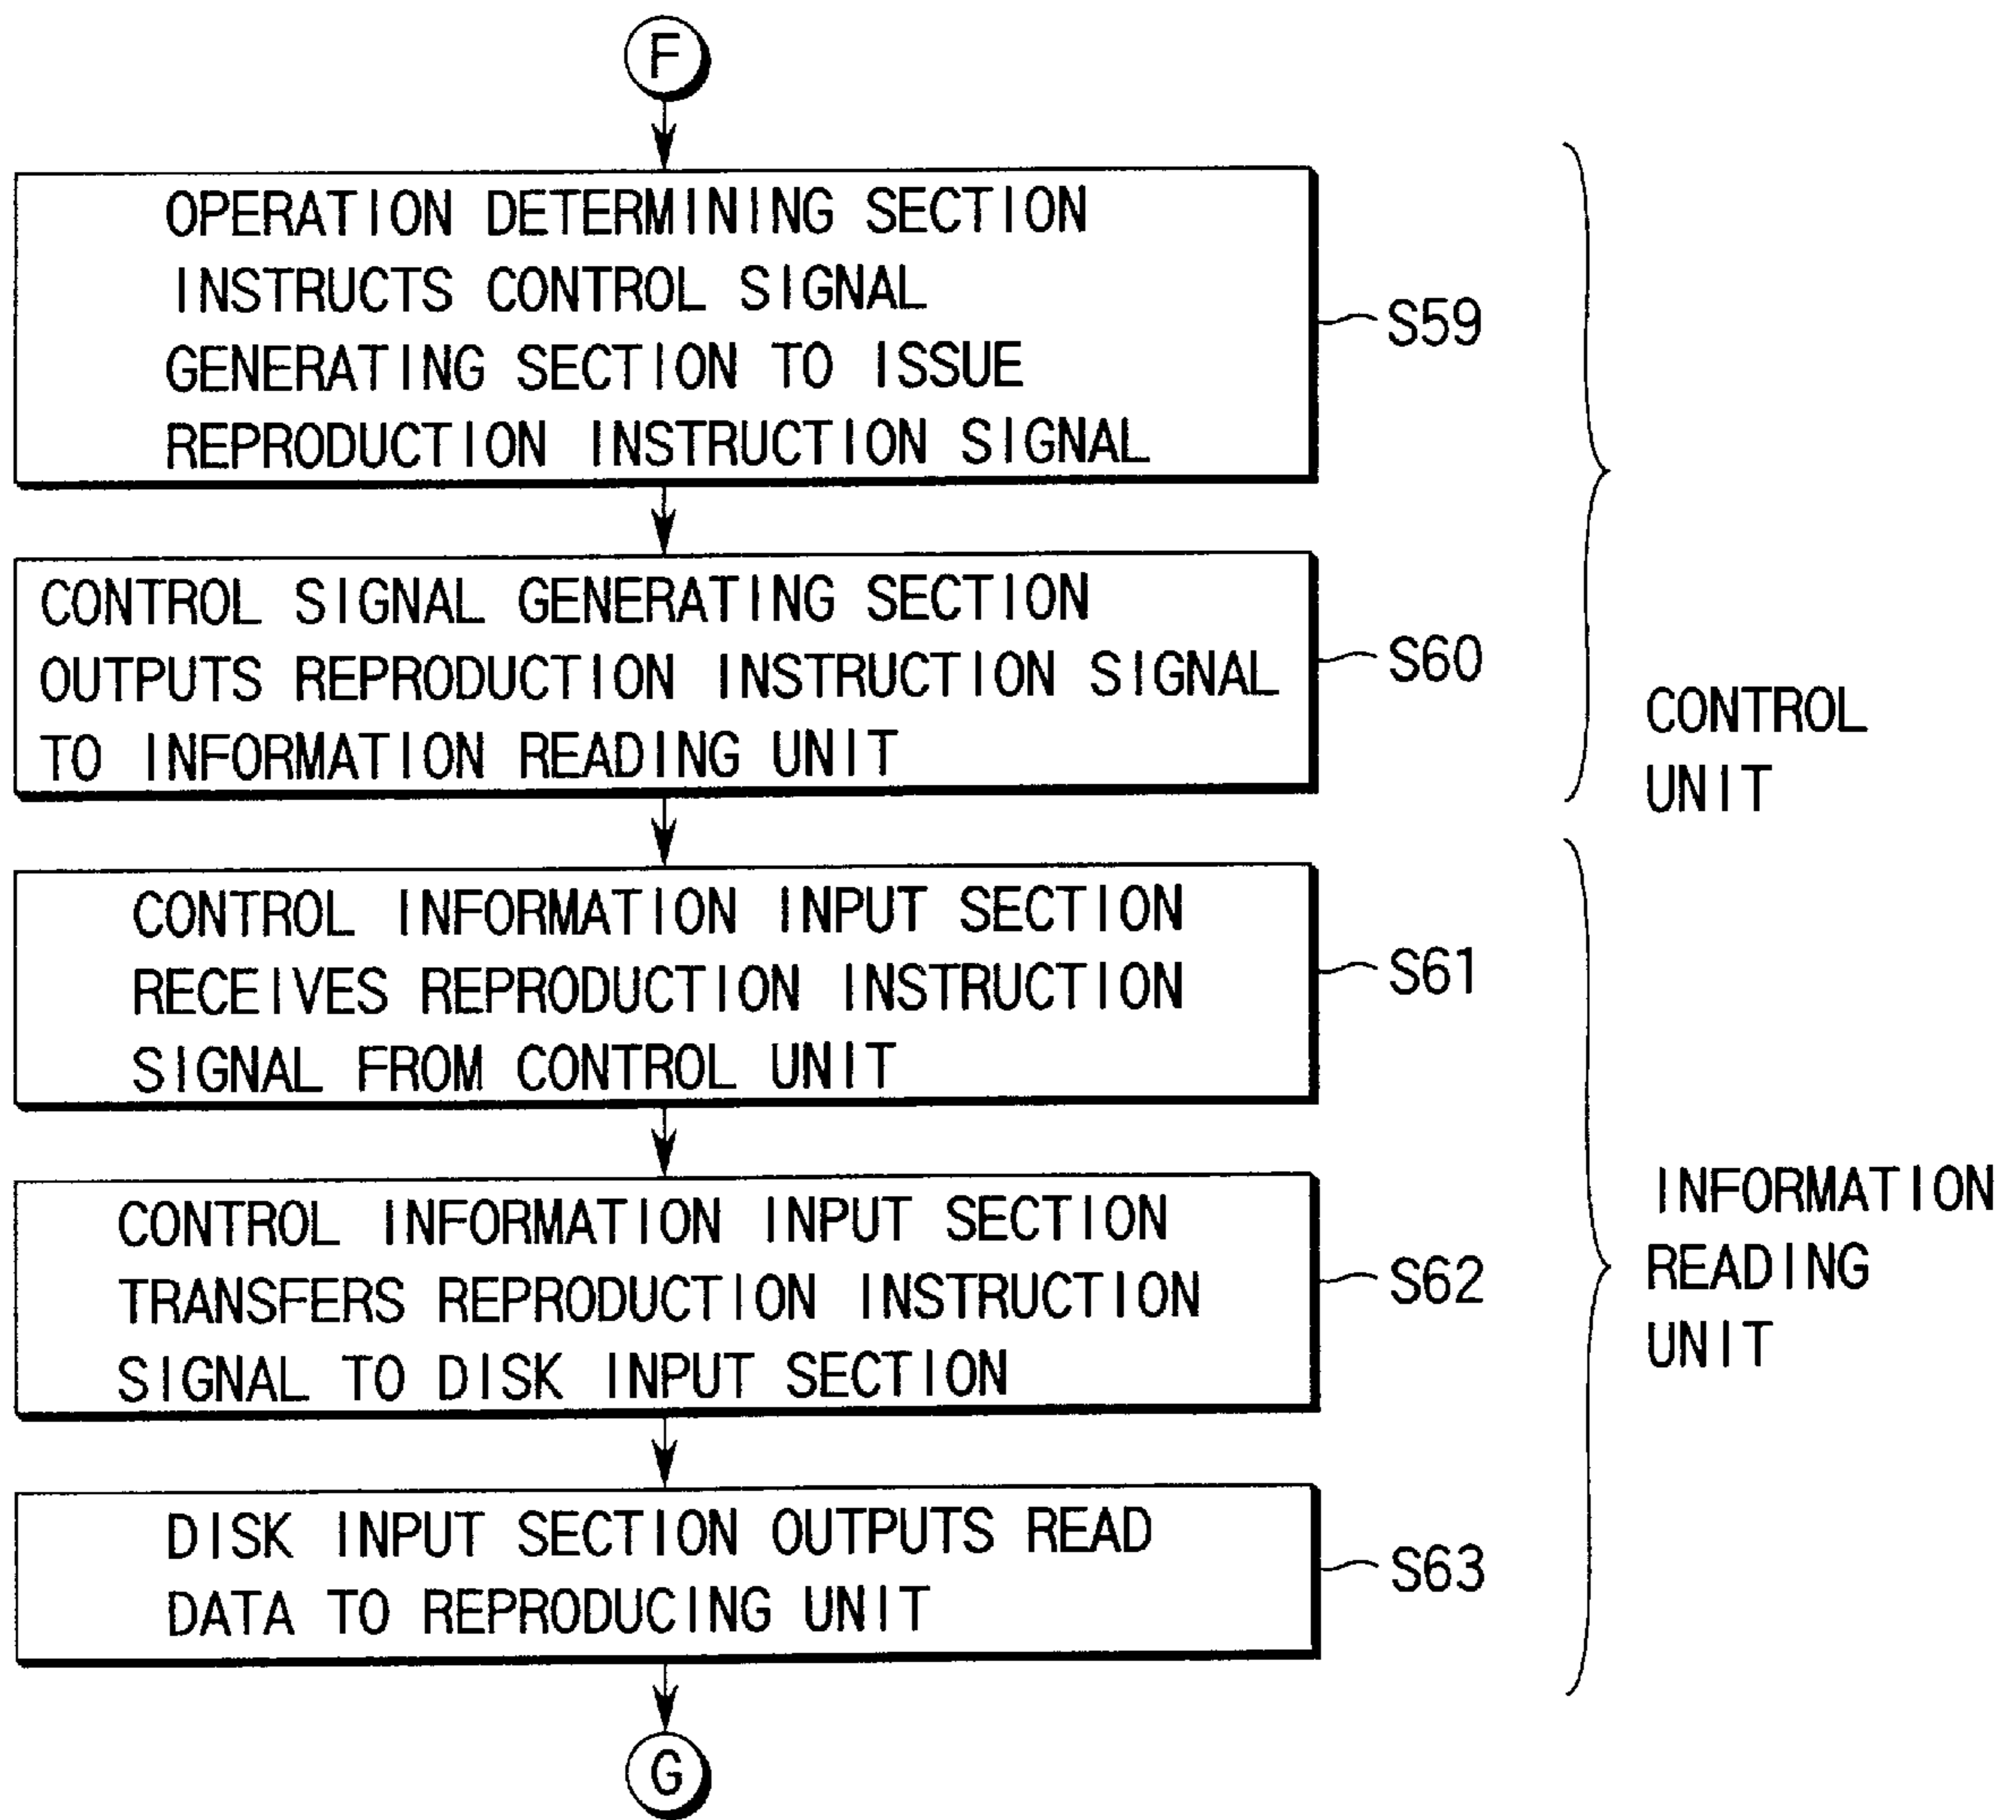 F
OPERATION DETERMINING SECTION
INSTRUCTS CONTROL SIGNAL
GENERATING SECTION TO ISSUE
REPRODUCTION INSTRUCTION SIGNAL
S59
CONTROL SIGNAL GENERATING SECTION
OUTPUTS REPRODUCTION INSTRUCTION SIGNAL
TO INFORMATION READING UNIT
S60
CONTROL
UNIT
CONTROL INFORMATION INPUT SECTION
RECEIVES REPRODUCTION INSTRUCTION
SIGNAL FROM CONTROL UNIT
S61
CONTROL INFORMATION INPUT SECTION
TRANSFERS REPRODUCTION INSTRUCTION
SIGNAL TO DISK INPUT SECTION
S62
INFORMATION
READING
UNIT
DISK INPUT SECTION OUTPUTS READ
DATA TO REPRODUCING UNIT
S63
G